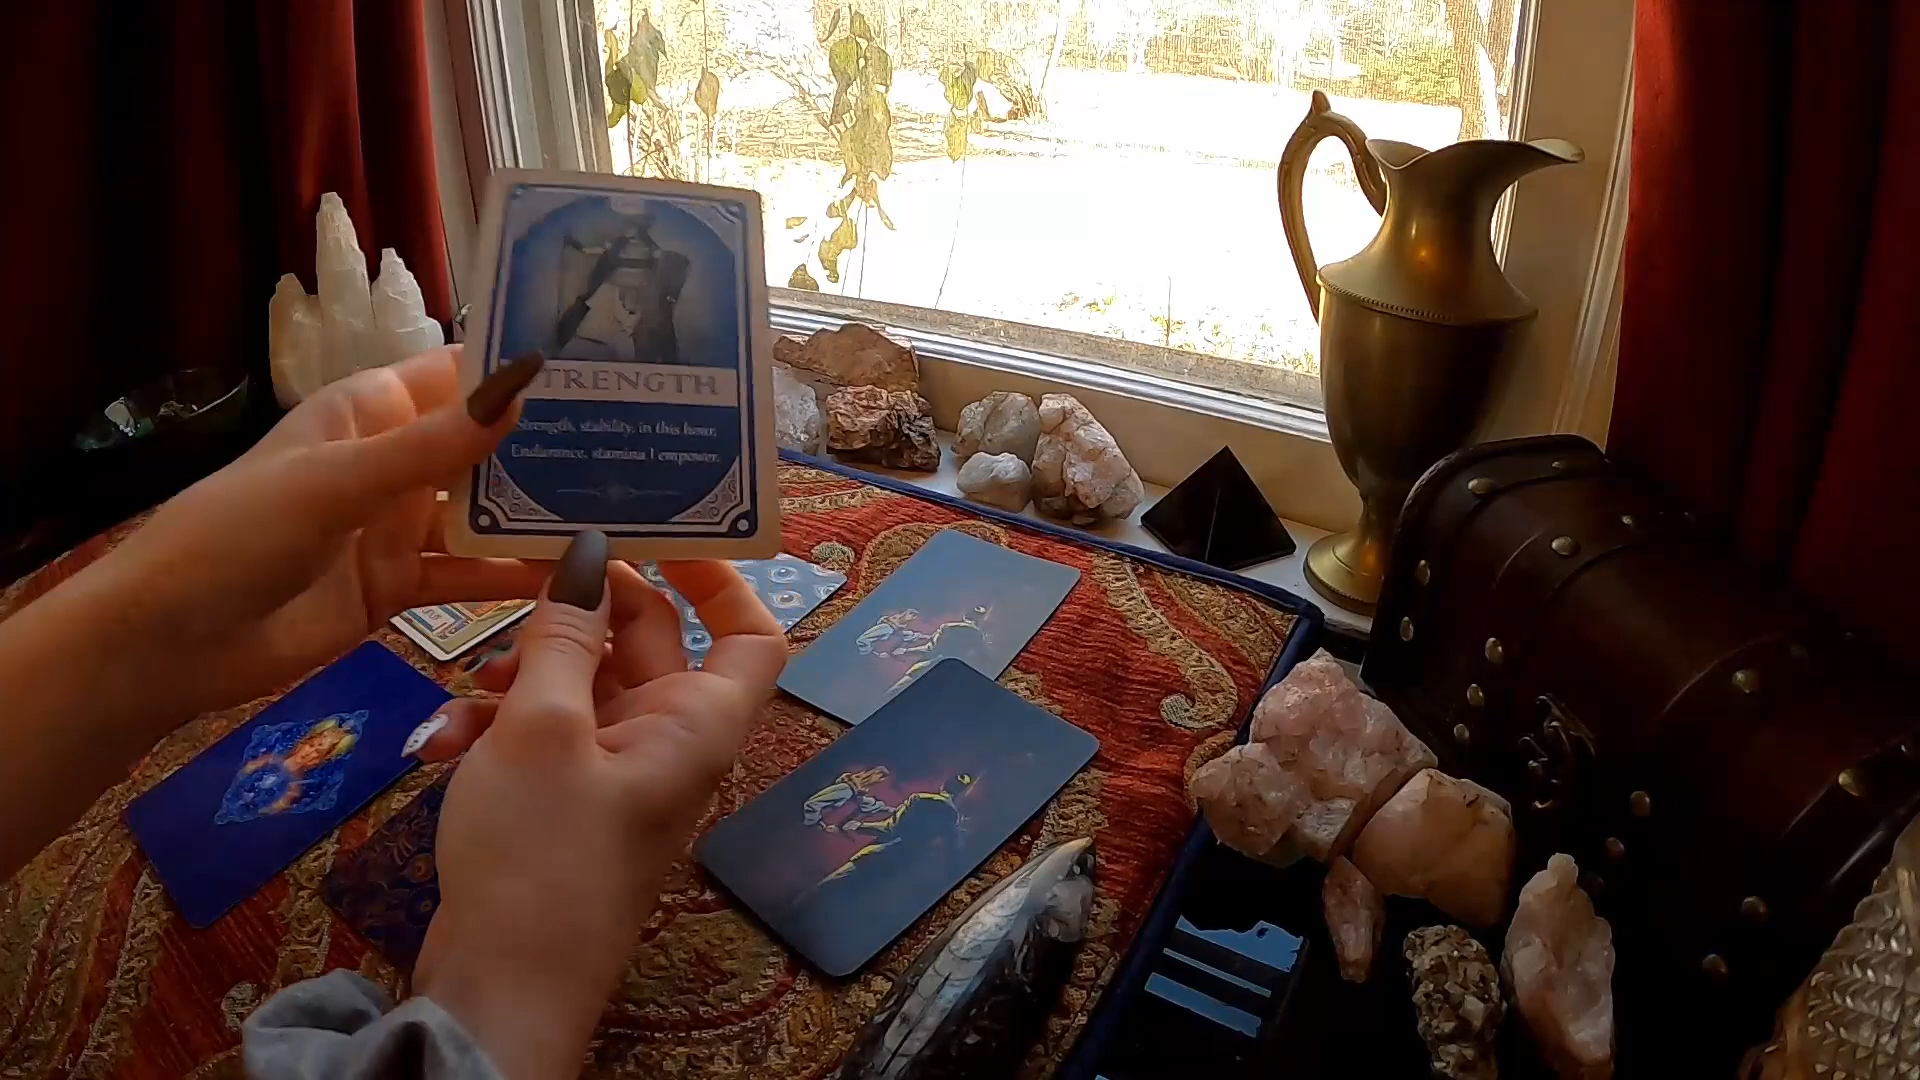 STRENGTH
Strength, stability, in this hour,
Endurance, stamina I empower.